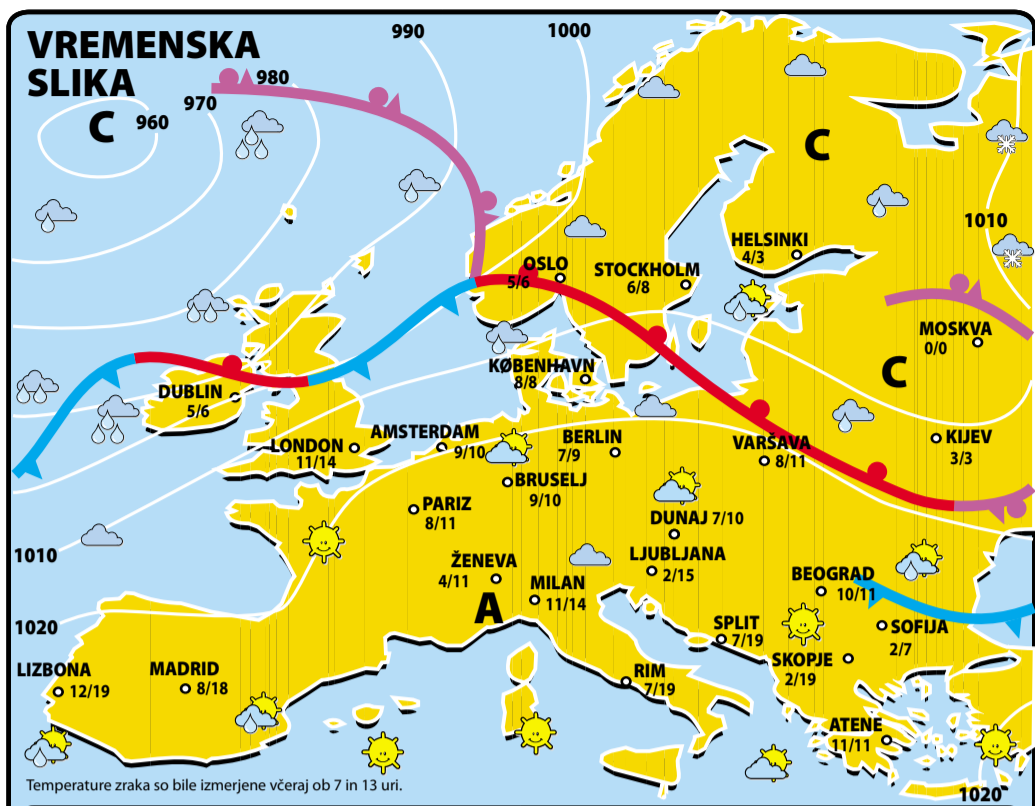 VREMENSKA
SLIKA
990
1000
980
970
C
960
C
1010
HELSINKI
4/3
OSLO
5/6
STOCKHOLM
6/8
MOSKVA
0/0
KØBENHAVN
8/8
C
DUBLIN
5/6
LONDON
11/14
AMSTERDAM
9/10
BERLIN
7/9
VARŠAVA
8/11
KIJEV
3/3
BRUSELJ
9/10
PARIZ
8/11
DUNAJ 7/10
1010
ŽENEVA
4/11
LJUBLJANA
2/15
MILAN
11/14
BEOGRAD
10/11
A
1020
SPLIT
7/19
SOFIJA
2/7
SKOPJE
2/19
LIZBONA
12/19
MADRID
8/18
RIM
7/19
ATENE
11/11
Temperature zraka so bile izmerjene včeraj ob 7 in 13 uri.
1020